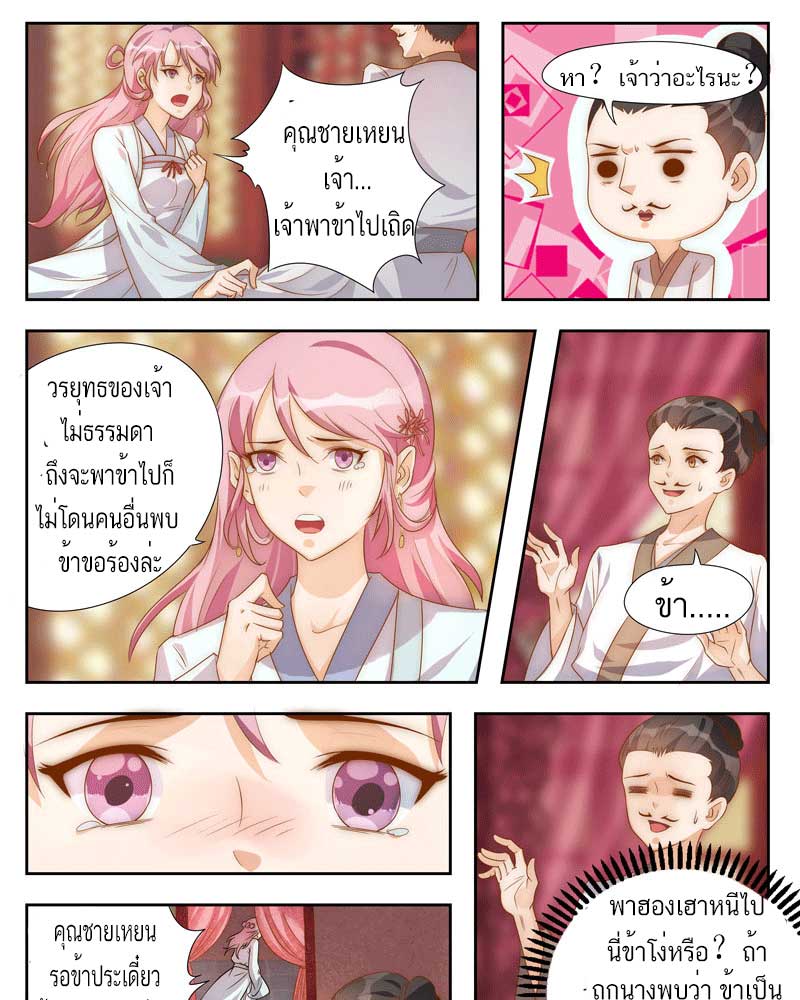 คุณชายเหยน
เจ้า...
เจ้าพาข้าไปเถิด
หา? เจ้าว่าอะไรนะ?
วรยุทธของเจ้า
ไม่ธรรมดา
ถึงจะพาข้าไปก็
ไม่โดนคนอื่นพบ
ข้าขอร้องล่ะ
ข้า.....
พาฮองเฮาหนีไป
นี่ข้าโง่หรือ? ถ้า
ถูกนางพบว่า ข้าเป็น
คุณชายเหยน
รอข้าประเดี๋ยว